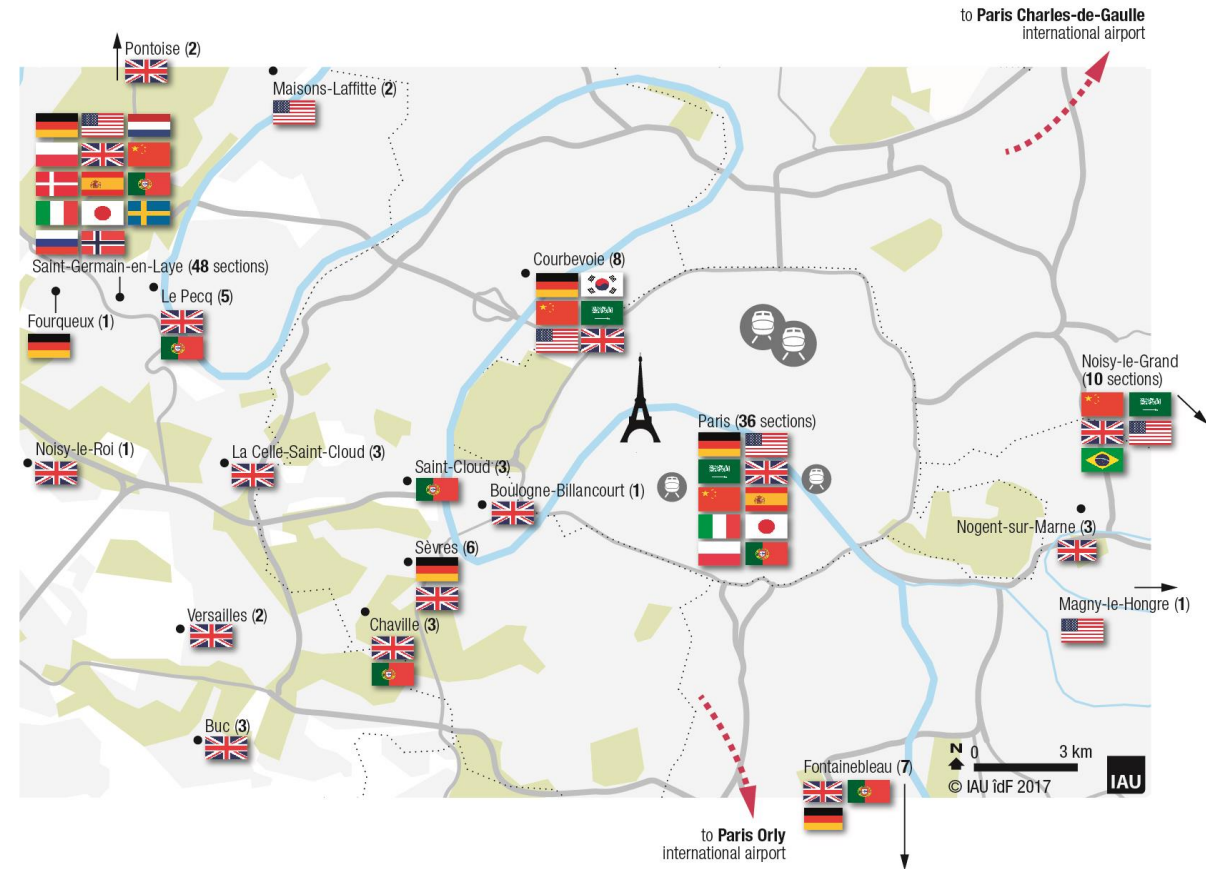 to Paris Charles-de-Gaulle
international airport
Pontoise (2)
Maisons-Laffitte (2)
Saint-Germain-en-Laye (48 sections)
Le Pecq (5)
Fourqueux (1)
Courbevoie (8)
Noisy-le-Grand
(10 sections)
Paris (36 sections)
Noisy-le-Roi (1)
La Celle-Saint-Cloud (3)
Saint-Cloud (3)
Boulogne-Billancourt (1)
Nogent-sur-Marne (3)
Sèvres (6)
Magny-le-Hongre (1)
Versailles (2)
Chaville (3)
Buc (3)
Fontainebleau (7)
N 0 3 km
© IAU îdF 2017
IAU
to Paris Orly
international airport